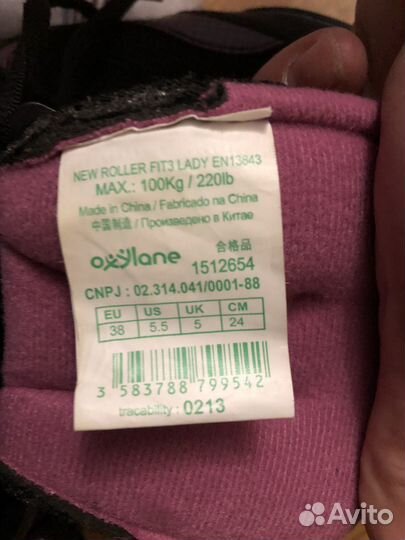 NEW ROLLER FIT3 LADY EN13843
MAX.: 100Kg / 220lb
Made in China / Fabricado na China
中国制造 / Произведено в Китае
oxylane
合格品
1512654
CNPJ : 02.314.041/0001-88
EU US UK CM
38 5.5 5 24
3 583788 799542
tracability : 0213
Avito